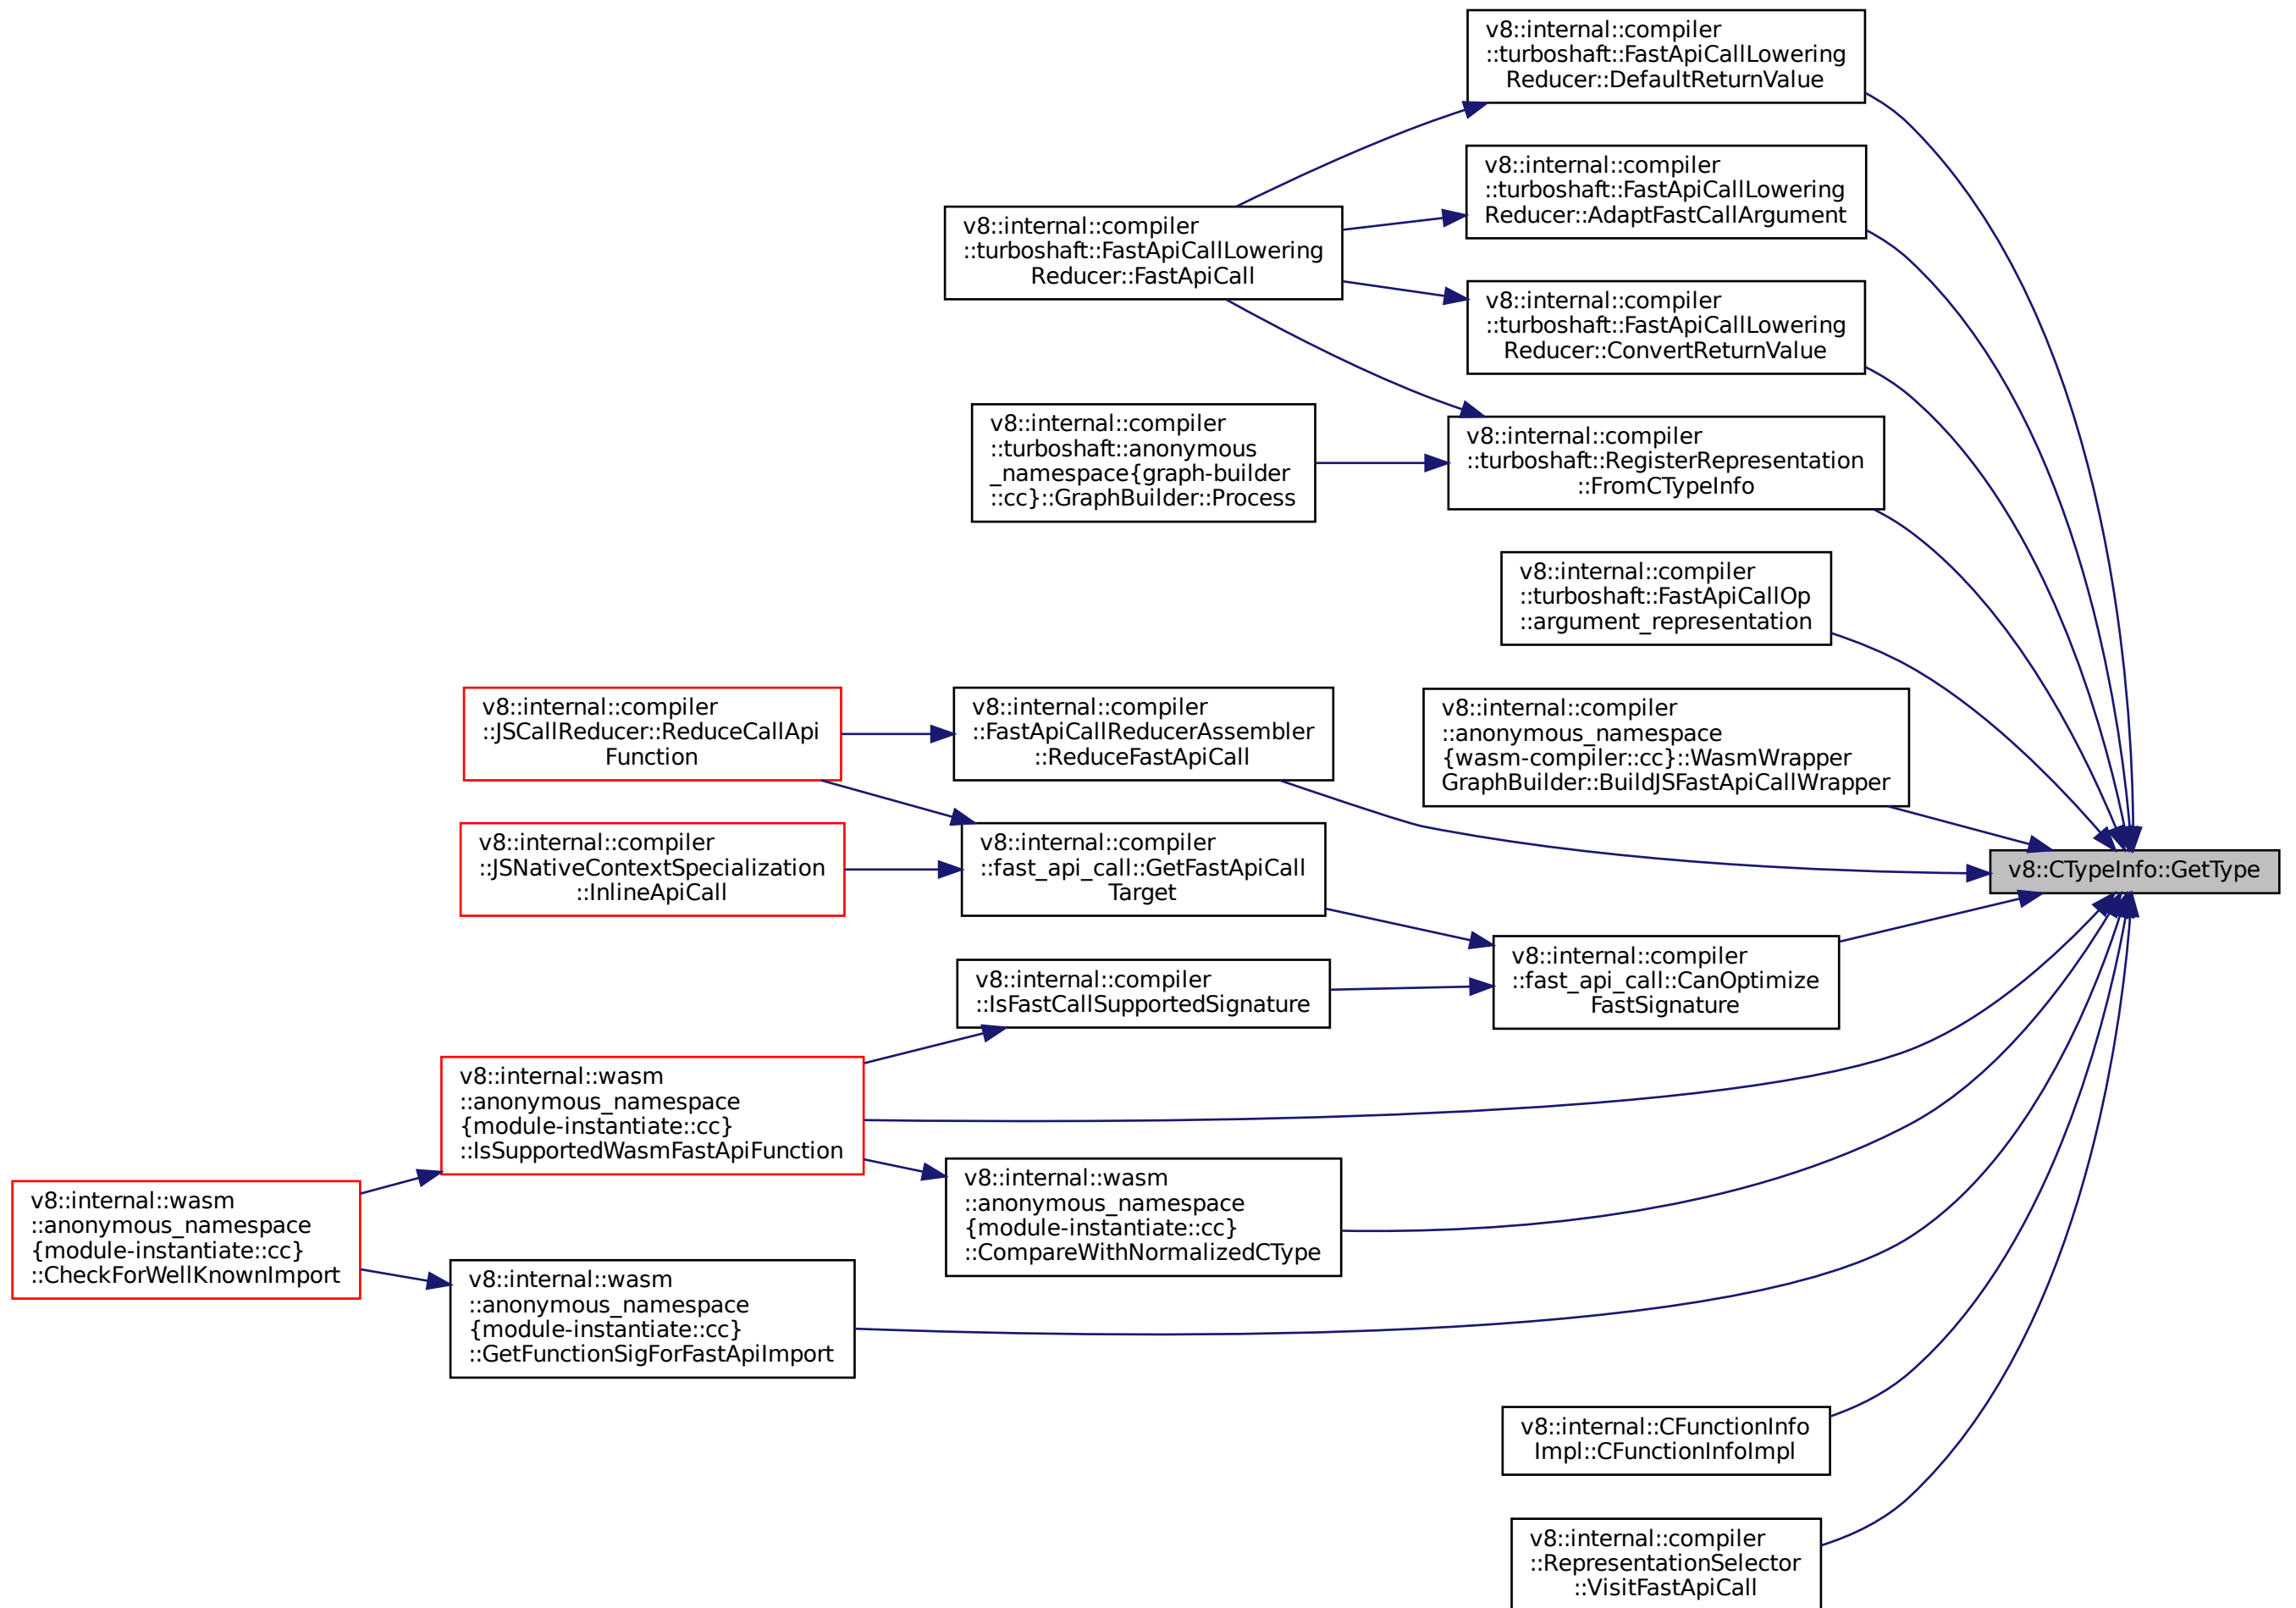 v8::internal::compiler
::turboshaft::FastApiCallLowering
Reducer::DefaultReturnValue
v8::internal::compiler
::turboshaft::FastApiCallLowering
Reducer::AdaptFastCallArgument
v8::internal::compiler
::turboshaft::FastApiCallLowering
Reducer::FastApiCall
v8::internal::compiler
::turboshaft::FastApiCallLowering
Reducer::ConvertReturnValue
v8::internal::compiler
::turboshaft::anonymous
_namespace{graph-builder
::cc}::GraphBuilder::Process
v8::internal::compiler
::turboshaft::RegisterRepresentation
::FromCTypeInfo
v8::internal::compiler
::turboshaft::FastApiCallOp
::argument_representation
v8::internal::compiler
::JSCallReducer::ReduceCallApi
Function
v8::internal::compiler
::FastApiCallReducerAssembler
::ReduceFastApiCall
v8::internal::compiler
::anonymous_namespace
{wasm-compiler::cc}::WasmWrapper
GraphBuilder::BuildJSFastApiCallWrapper
v8::internal::compiler
::JSNativeContextSpecialization
::InlineApiCall
v8::internal::compiler
::fast_api_call::GetFastApiCall
Target
v8::CTypeInfo::GetType
v8::internal::compiler
::fast_api_call::CanOptimize
FastSignature
v8::internal::compiler
::IsFastCallSupportedSignature
v8::internal::wasm
::anonymous_namespace
{module-instantiate::cc}
::IsSupportedWasmFastApiFunction
v8::internal::wasm
::anonymous_namespace
{module-instantiate::cc}
::CompareWithNormalizedCType
v8::internal::wasm
::anonymous_namespace
{module-instantiate::cc}
::CheckForWellKnownImport
v8::internal::wasm
::anonymous_namespace
{module-instantiate::cc}
::GetFunctionSigForFastApiImport
v8::internal::CFunctionInfo
Impl::CFunctionInfoImpl
v8::internal::compiler
::RepresentationSelector
::VisitFastApiCall